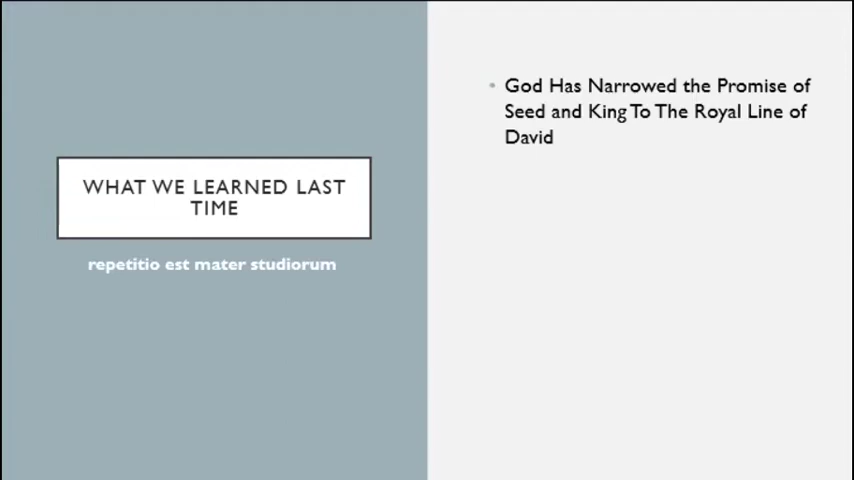 WHAT WE LEARNED LAST
TIME
repetitio est mater studiorum
• God Has Narrowed the Promise of
Seed and King To The Royal Line of
David